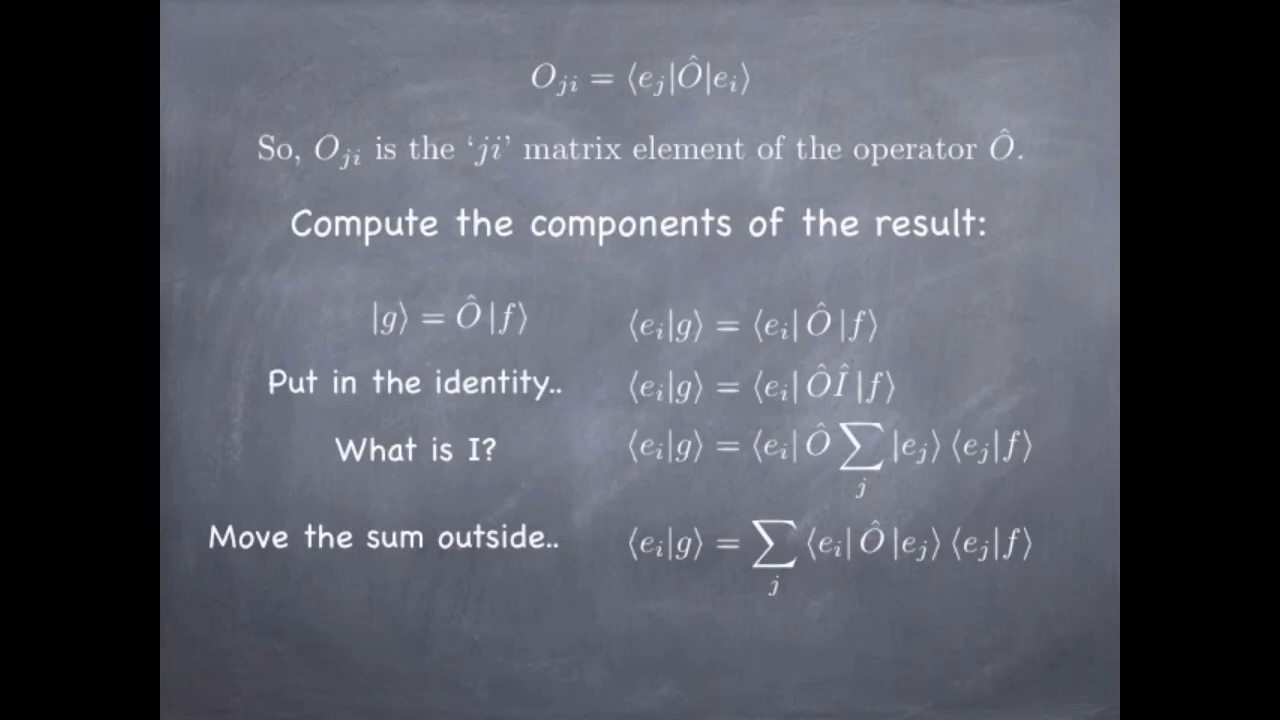 O_{ji} = ⟨e_j|Ô|e_i⟩
So, O_{ji} is the ‘ji’ matrix element of the operator Ô.
Compute the components of the result:
|g⟩ = Ô |f⟩
⟨e_i|g⟩ = ⟨e_i| Ô |f⟩
Put in the identity..
⟨e_i|g⟩ = ⟨e_i| ÔÎ |f⟩
What is I?
⟨e_i|g⟩ = ⟨e_i| Ô ∑_j |e_j⟩ ⟨e_j|f⟩
Move the sum outside..
⟨e_i|g⟩ = ∑_j ⟨e_i| Ô |e_j⟩ ⟨e_j|f⟩